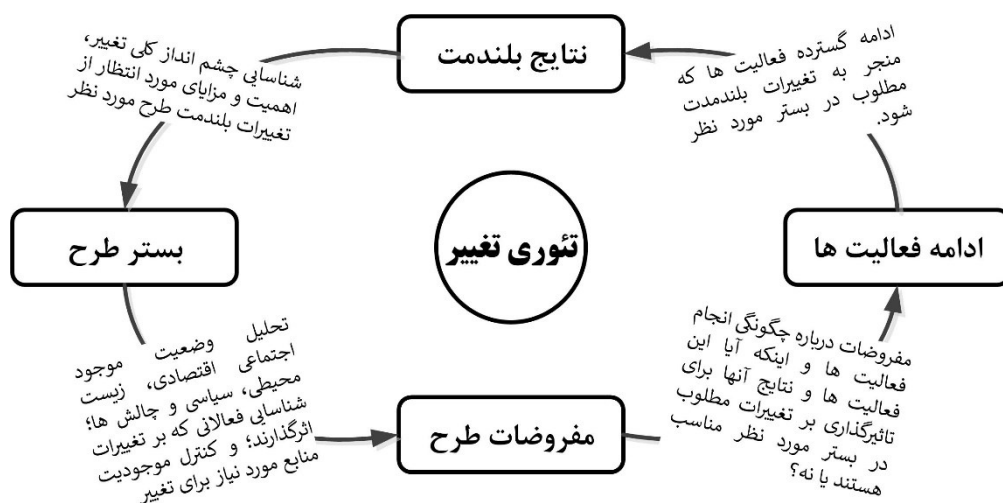 نتایج بلندمت
ادامه گسترده فعالیت ها که
منجر به تغییرات بلندمدت
مطلوب در بستر مورد نظر
شود.
شناسایی چشم انداز کلی تغییر،
اهمیت و مزایای مورد انتظار از
تغییرات بلندمت طرح مورد نظر
ادامه فعالیت ها
تئوری تغییر
بستر طرح
مفروضات درباره چگونگی انجام
فعالیت ها و اینکه آیا این
فعالیت ها و نتایج آنها برای
تاثیرگذاری بر تغییرات مطلوب
در بستر مورد نظر مناسب
هستند یا نه؟
مفروضات طرح
تحلیل وضعیت موجود
اجتماعی اقتصادی، زیست
محیطی، سیاسی و چالش ها؛
شناسایی فعالانی که بر تغییرات
اثرگذارند؛ و کنترل موجودیت
منابع مورد نیاز برای تغییر